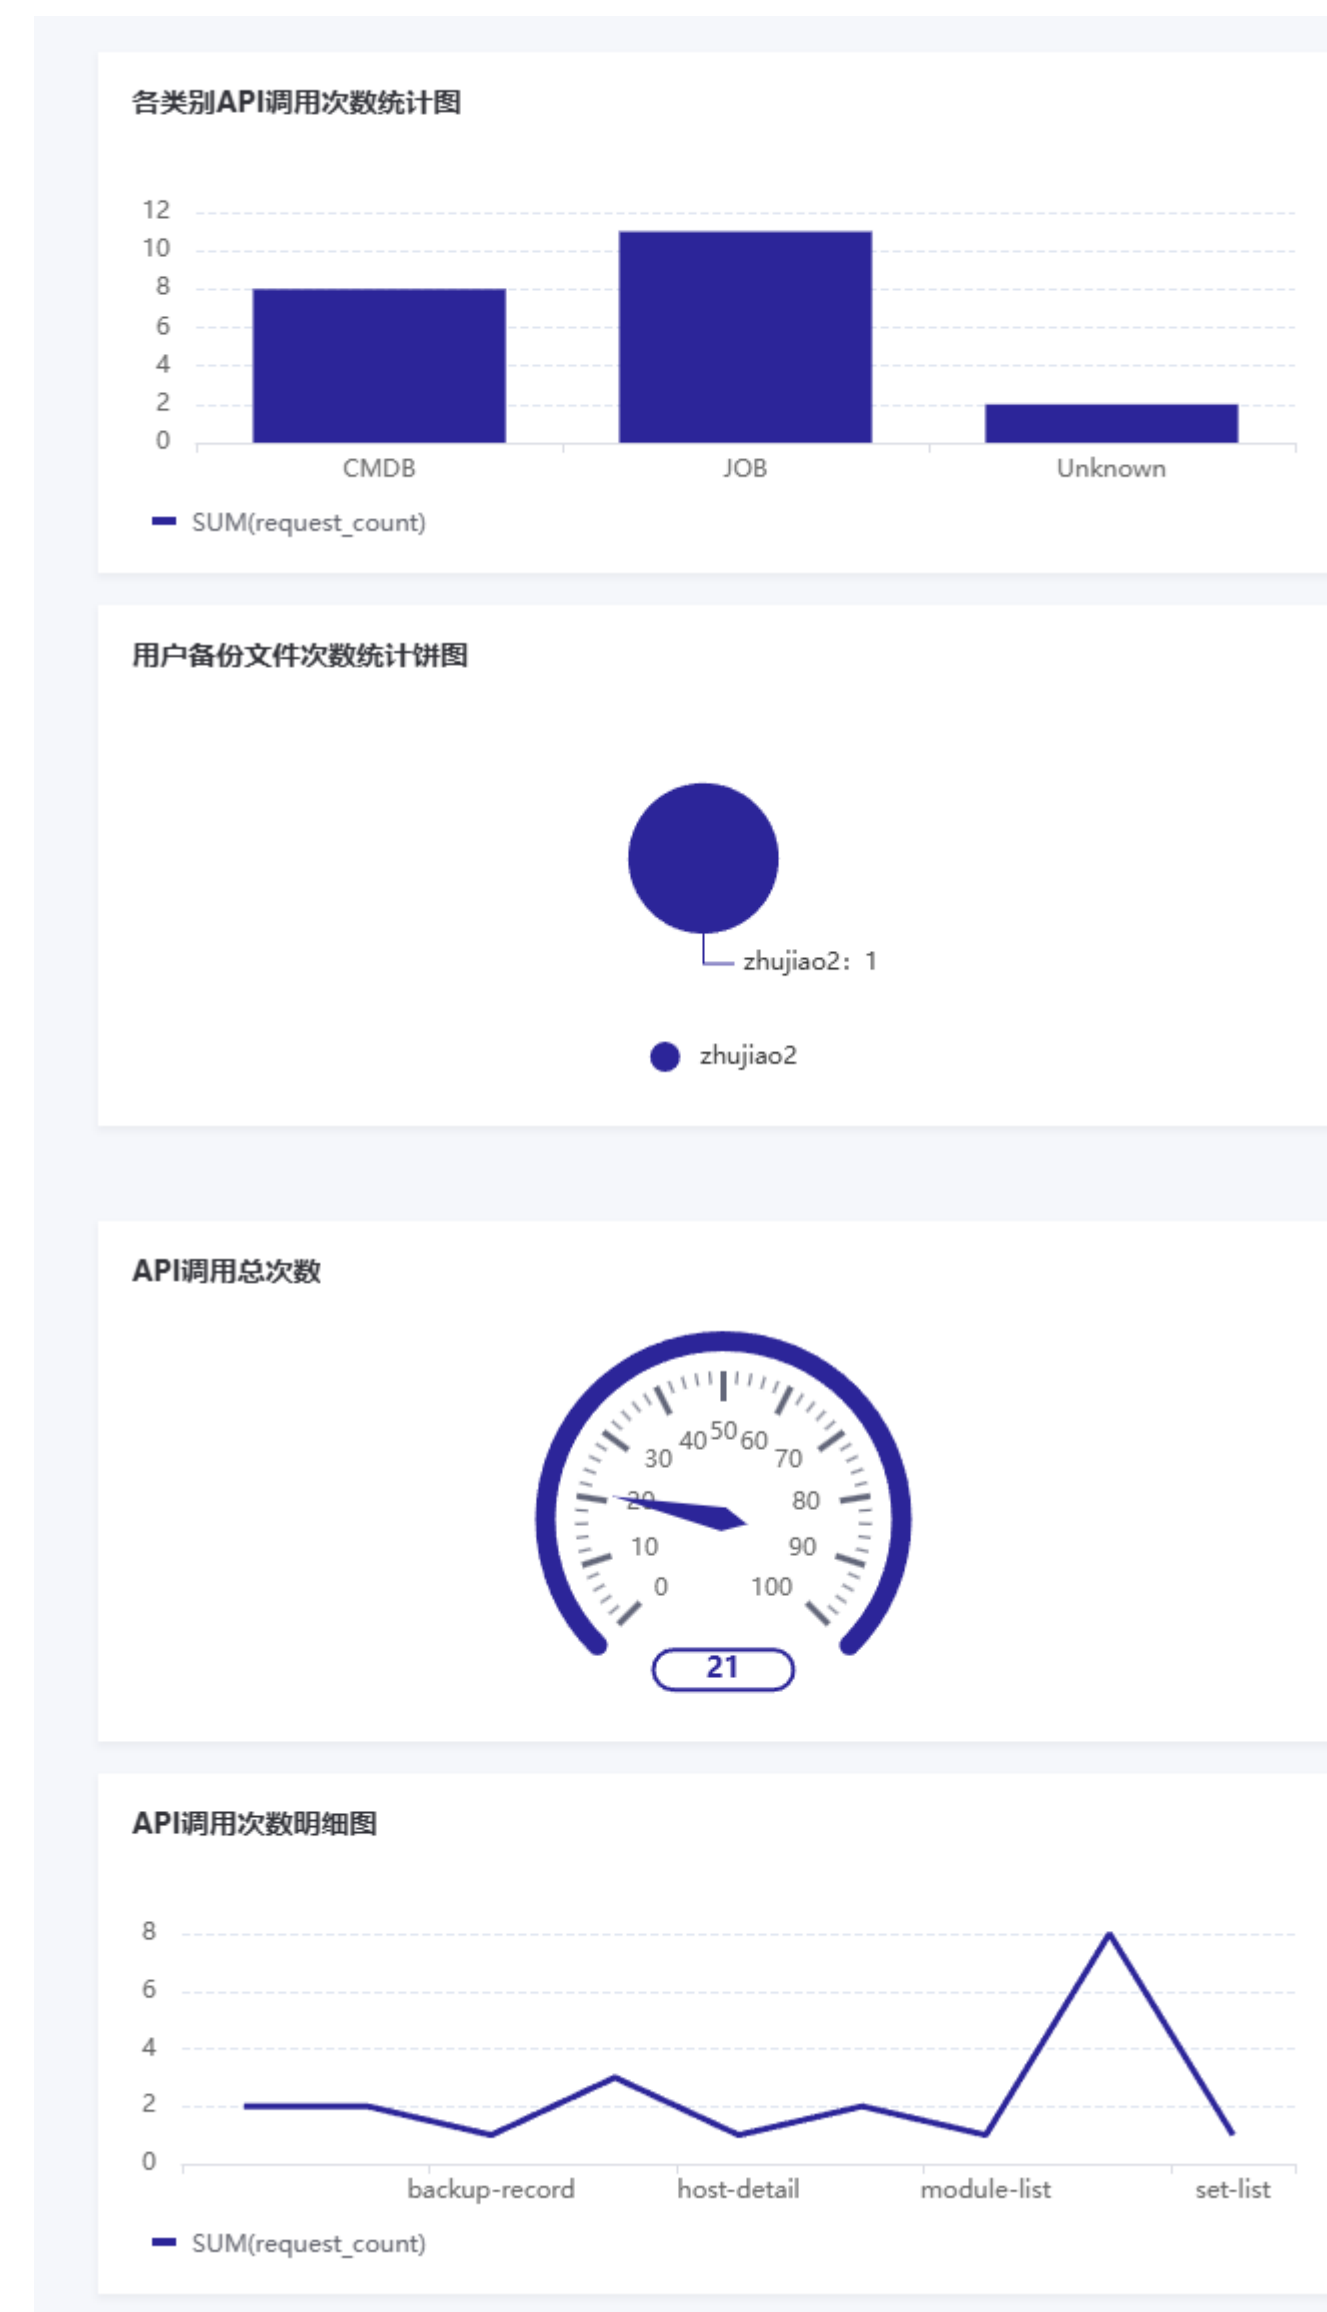 各类别API调用次数统计图
12
10
8
6
4
2
0
CMDB JOB Unknown
SUM(request_count)
用户备份文件次数统计饼图
zhujiao2：1
zhujiao2
API调用总次数
0 10 20 30 40 50 60 70 80 90 100
21
API调用次数明细图
8
6
4
2
0
backup-record host-detail module-list set-list
SUM(request_count)